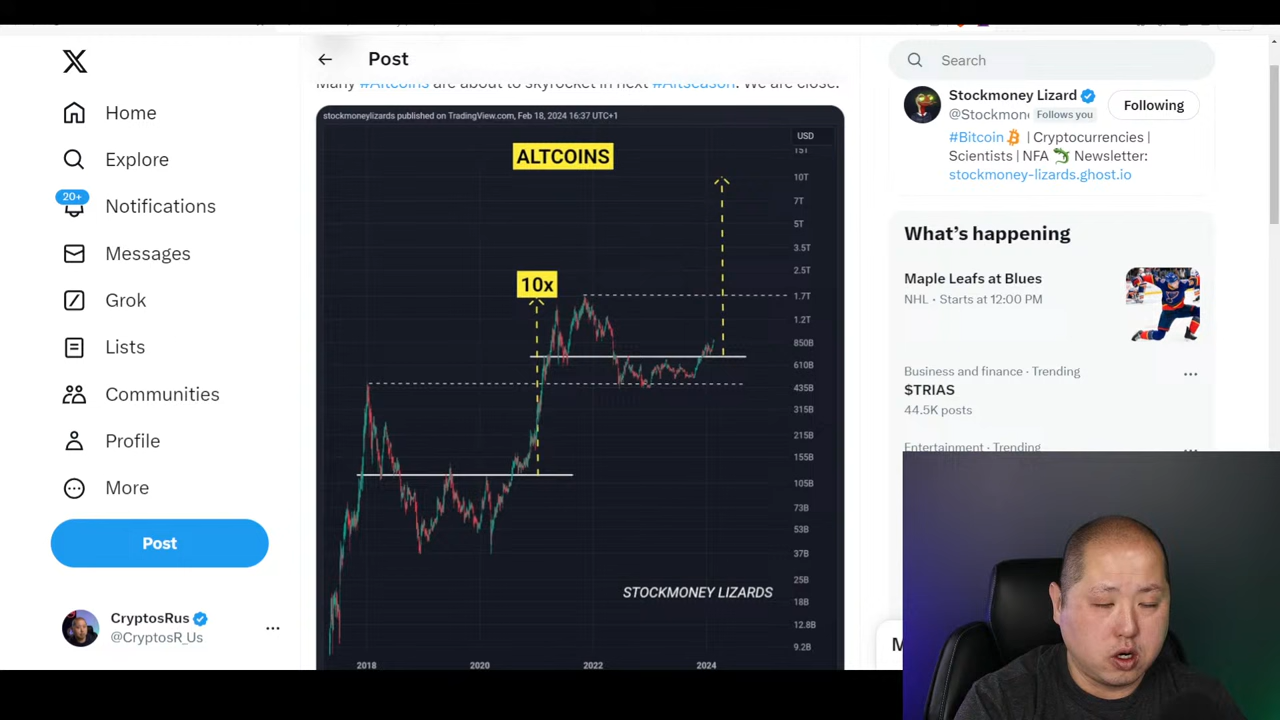 Home
Explore
20+
Notifications
Messages
Grok
Lists
Communities
Profile
More
Post
CryptosRus
@CryptosR_Us
Post
Many #Altcoins are about to skyrocket in next #Altseason. We are close.
stockmoneylizards published on TradingView.com, Feb 18, 2024 16:37 UTC+1
USD
ALTCOINS
15T
10T
7T
5T
3.5T
10x
2.5T
1.7T
1.2T
850B
610B
435B
315B
215B
155B
105B
73B
53B
37B
25B
STOCKMONEY LIZARDS
18B
12.8B
9.2B
2018
2020
2022
2024
Search
Stockmoney Lizard
Following
@Stockmone
Follows you
#Bitcoin | Cryptocurrencies |
Scientists | NFA Newsletter:
stockmoney-lizards.ghost.io
What's happening
Maple Leafs at Blues
NHL · Starts at 12:00 PM
Business and finance · Trending
$TRIAS
44.5K posts
Entertainment · Trending
M